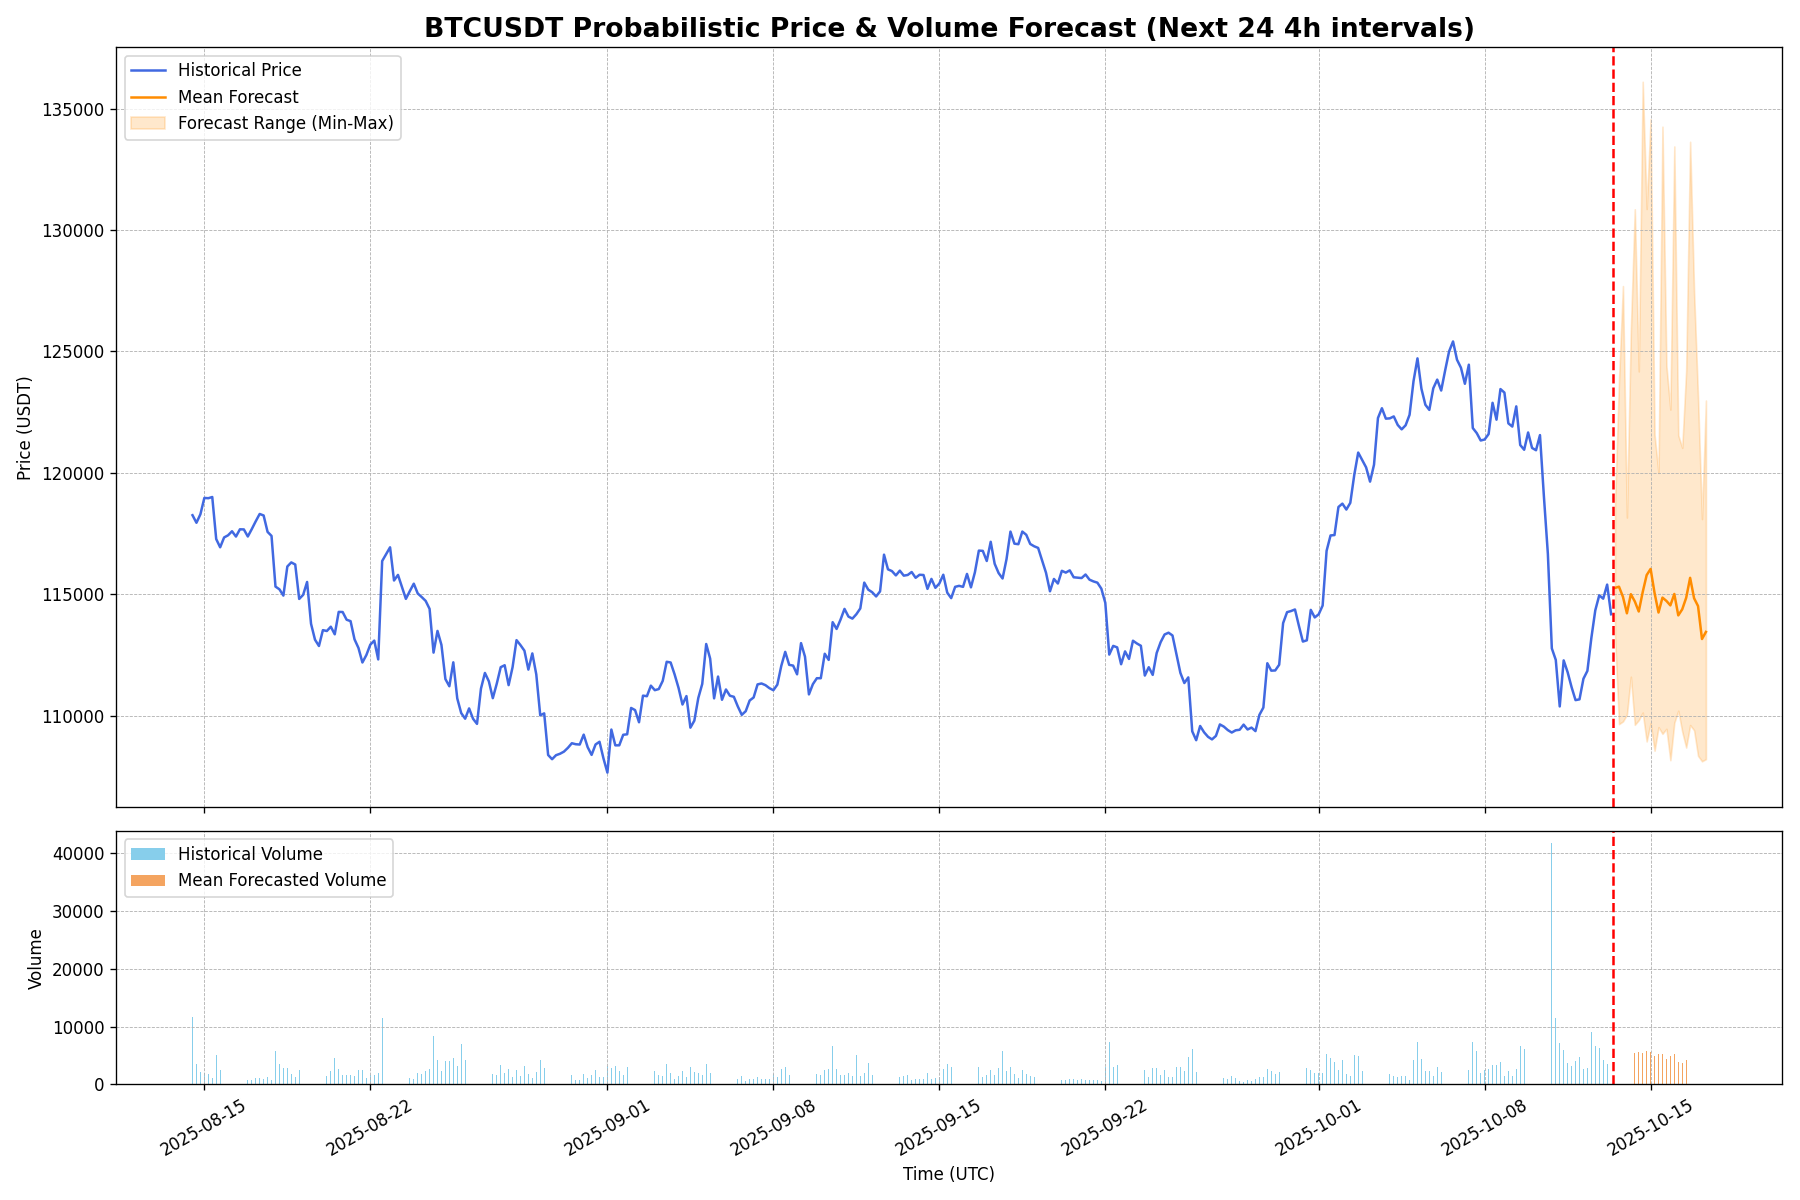 BTCUSDT Probabilistic Price & Volume Forecast (Next 24 4h intervals)
Historical Price
Mean Forecast
Forecast Range (Min-Max)
135000
130000
125000
120000
115000
110000
Price (USDT)
Historical Volume
Mean Forecasted Volume
40000
30000
20000
10000
0
Volume
2025-08-15
2025-08-22
2025-09-01
2025-09-08
2025-09-15
2025-09-22
2025-10-01
2025-10-08
2025-10-15
Time (UTC)